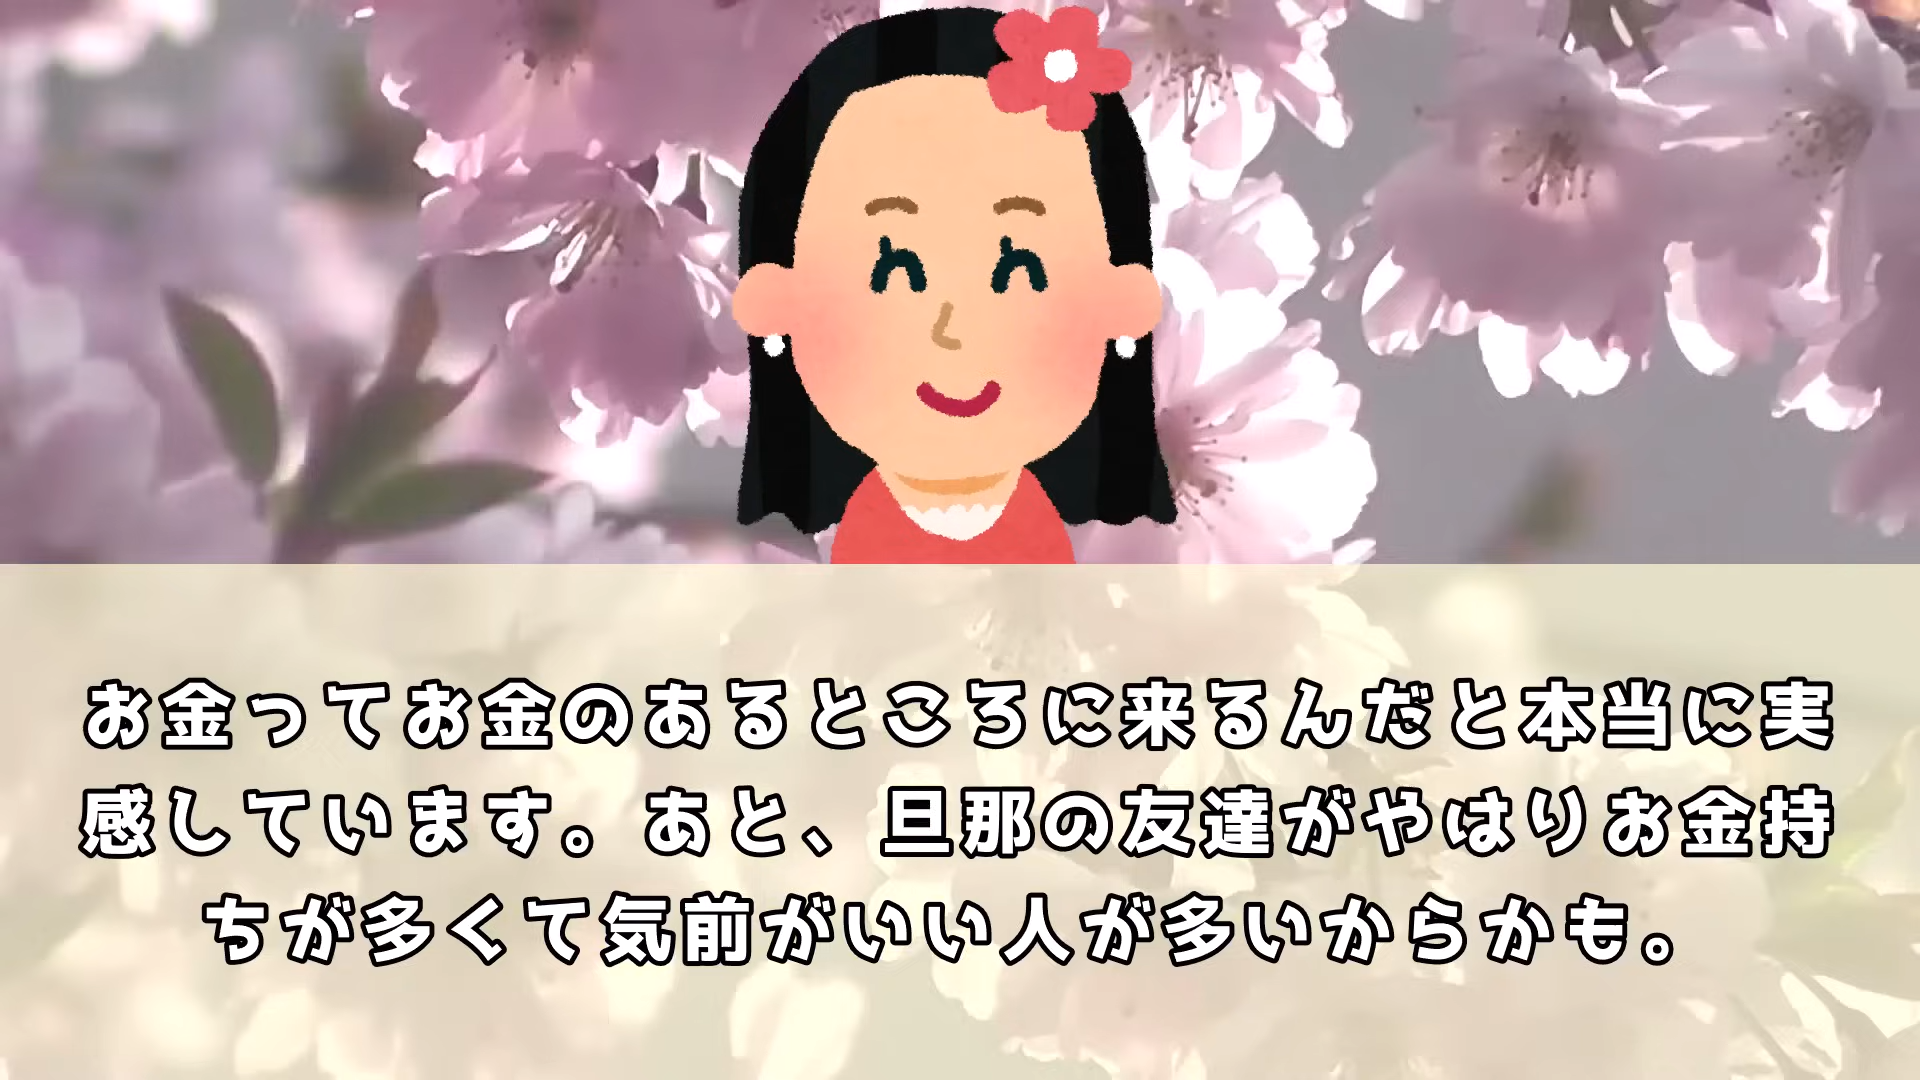 お金ってお金のあるところに来るんだと本当に実
感しています。あと、旦那の友達がやはりお金持
ちが多くて気前がいい人が多いからかも。